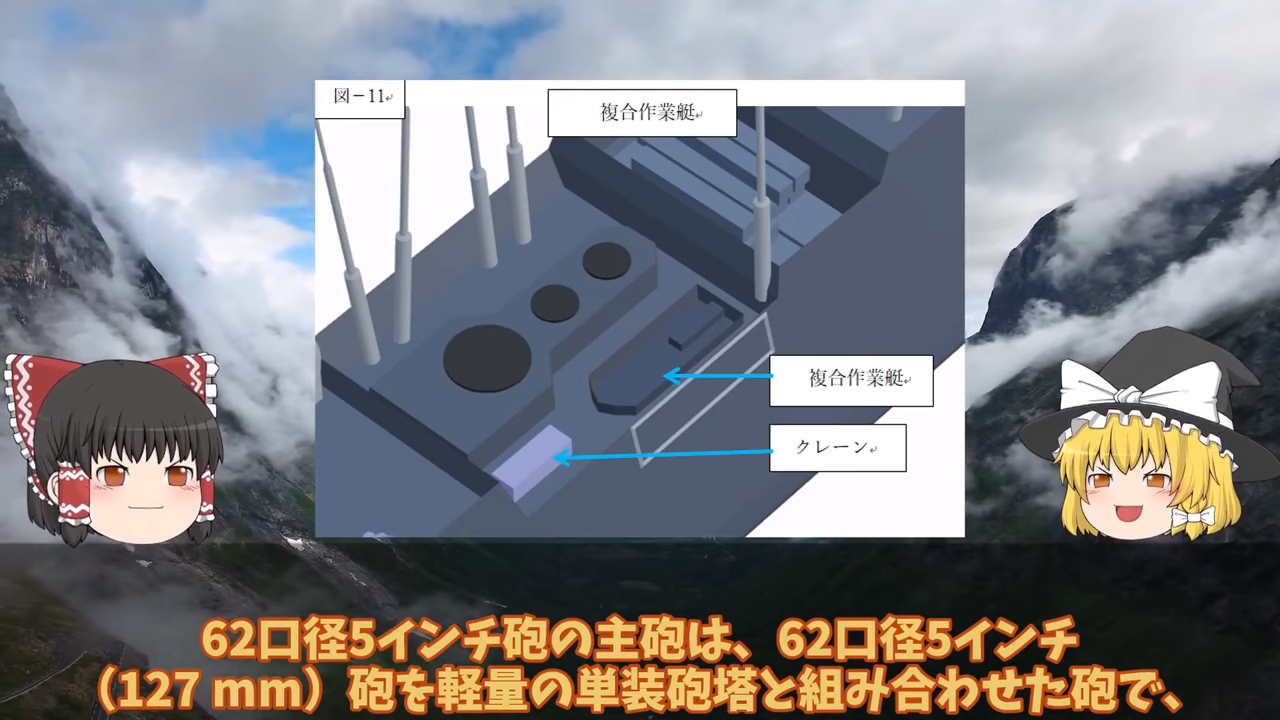 図－11
複合作業艇
複合作業艇
クレーン
62口径5インチ砲の主砲は、62口径5インチ
（127 mm）砲を軽量の単装砲塔と組み合わせた砲で、